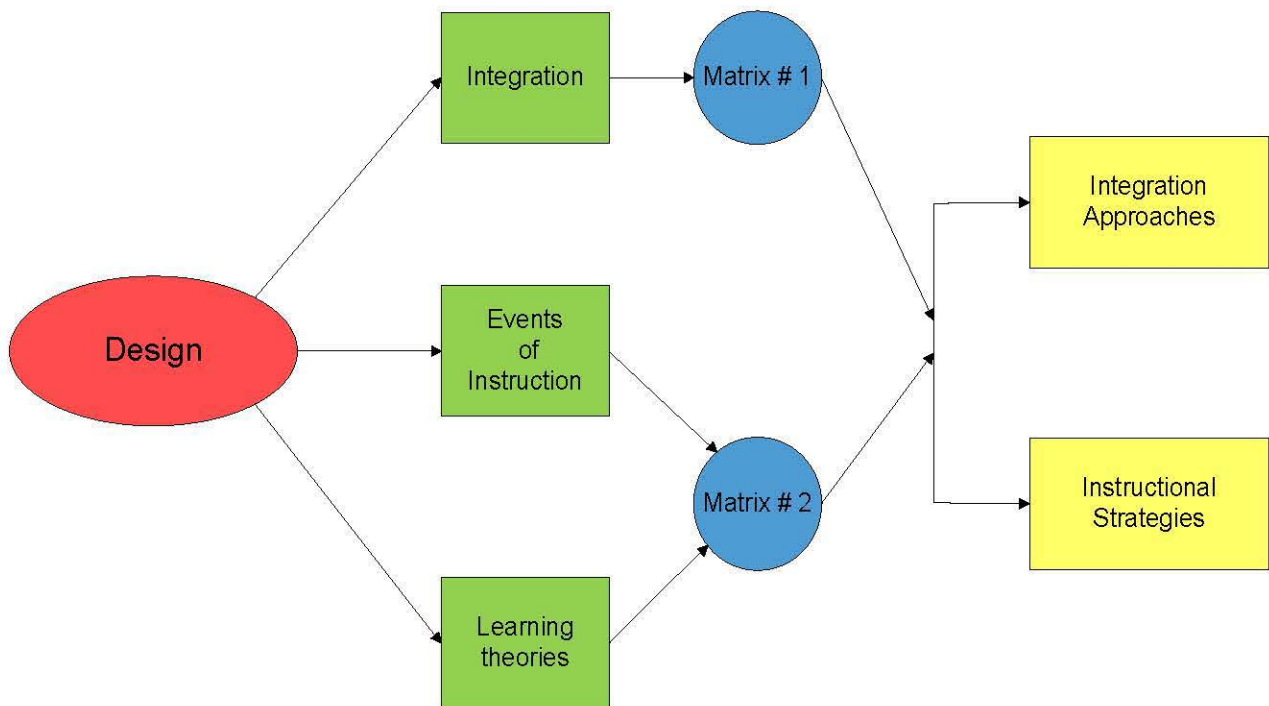 Integration
Matrix # 1
Integration
Approaches
Design
Events
of
Instruction
Matrix # 2
Instructional
Strategies
Learning
theories